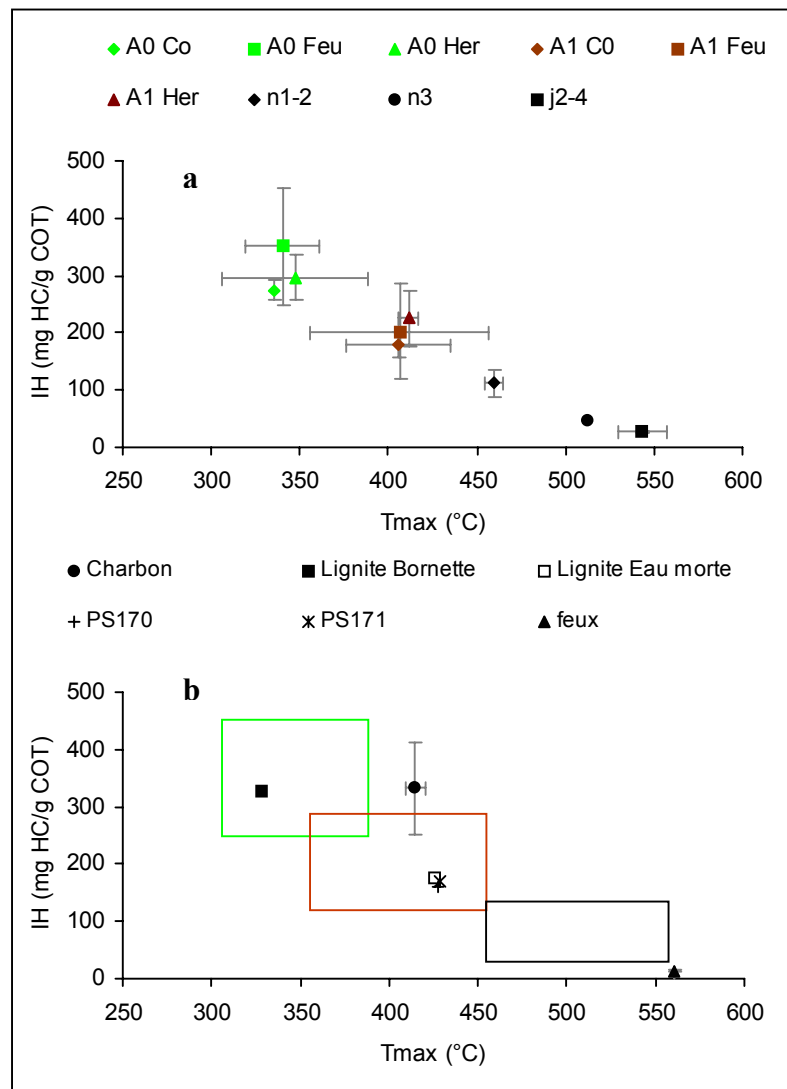 A0 Co A0 Feu A0 Her A1 C0 A1 Feu
A1 Her n1-2 n3 j2-4
a
500
400
300
200
100
0
IH (mg HC/g COT)
250 300 350 400 450 500 550 600
Tmax (°C)
Charbon Lignite Bornette Lignite Eau morte
PS170 PS171 feux
b
500
400
300
200
100
0
IH (mg HC/g COT)
250 300 350 400 450 500 550 600
Tmax (°C)